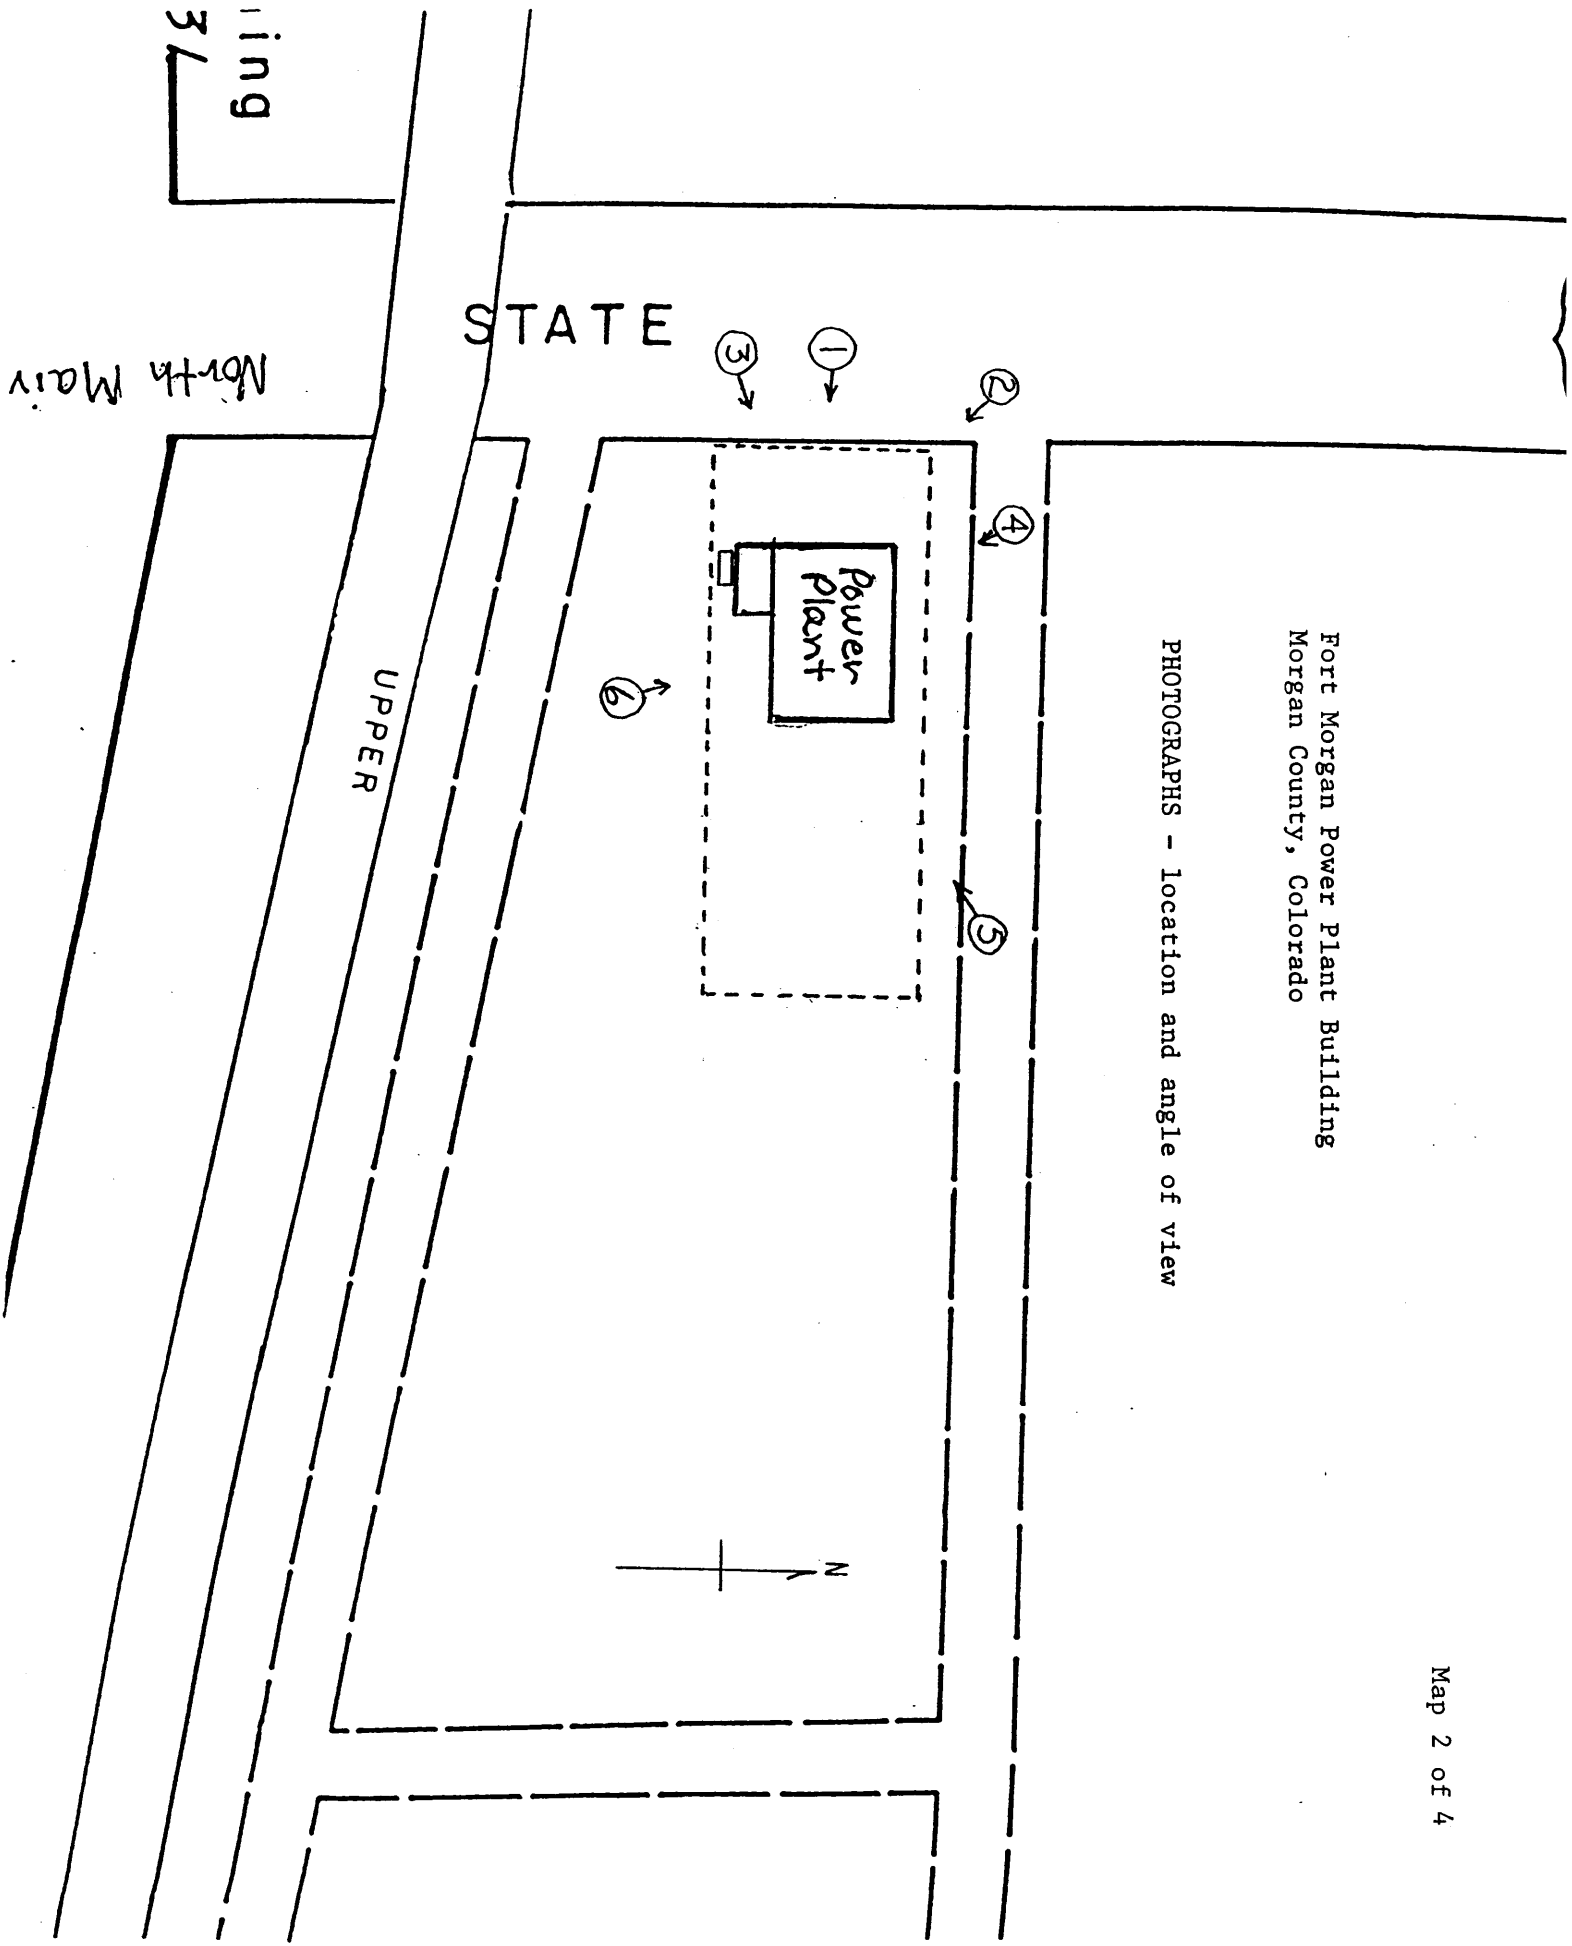 Map 2 of 4
Fort Morgan Power Plant Building
Morgan County, Colorado
PHOTOGRAPHS - location and angle of view
STATE
North Main
1
2
3
4
5
6
Power
Plant
N
UPPER
ing